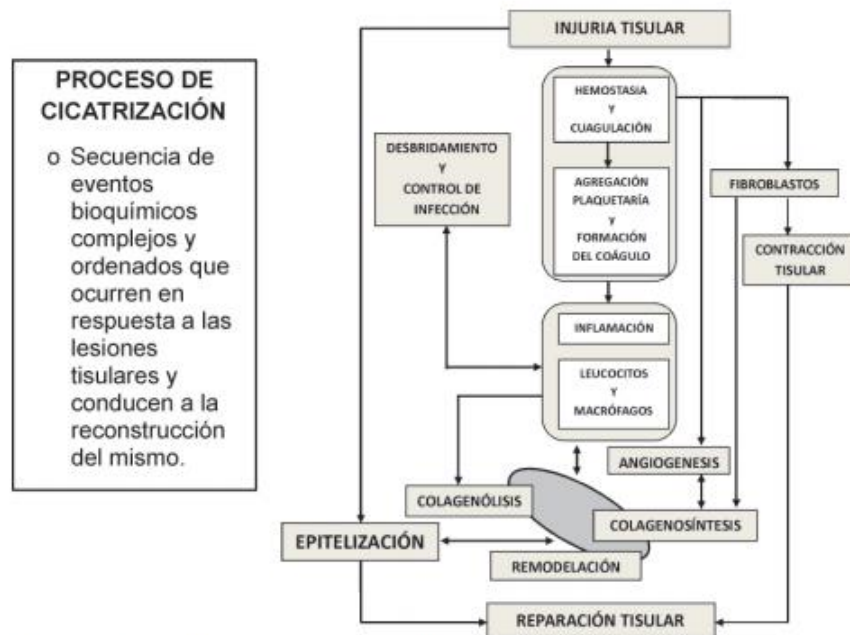 PROCESO DE
CICATRIZACIÓN
o Secuencia de
eventos
bioquímicos
complejos y
ordenados que
ocurren en
respuesta a las
lesiones
tisulares y
conducen a la
reconstrucción
del mismo.
INJURIA TISULAR
HEMOSTASIA
Y
CUAGULACIÓN
DESBRIDAMIENTO
Y
CONTROL DE
INFECCIÓN
AGREGACIÓN
PLAQUETARÍA
y
FORMACIÓN
DEL COÁGULO
FIBROBLASTOS
CONTRACCIÓN
TISULAR
INFLAMACIÓN
LEUCOCITOS
Y
MACRÓFAGOS
ANGIOGENESIS
COLAGENÓLISIS
COLAGENOSÍNTESIS
EPITELIZACIÓN
REMODELACIÓN
REPARACIÓN TISULAR